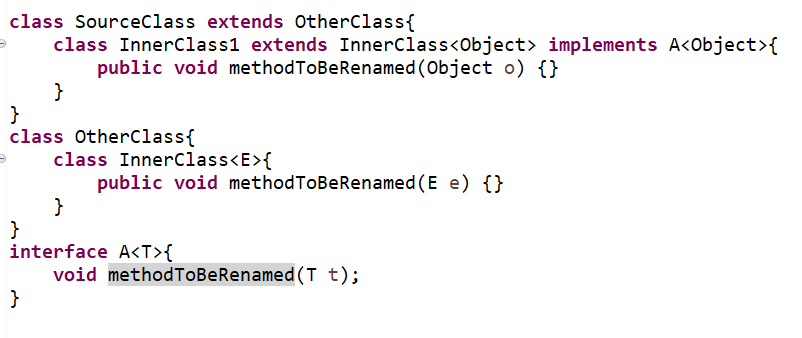 class SourceClass extends OtherClass{
    class InnerClass1 extends InnerClass<Object> implements A<Object>{
        public void methodToBeRenamed(Object o) {}
    }
}
class OtherClass{
    class InnerClass<E>{
        public void methodToBeRenamed(E e) {}
    }
}
interface A<T>{
    void methodToBeRenamed(T t);
}